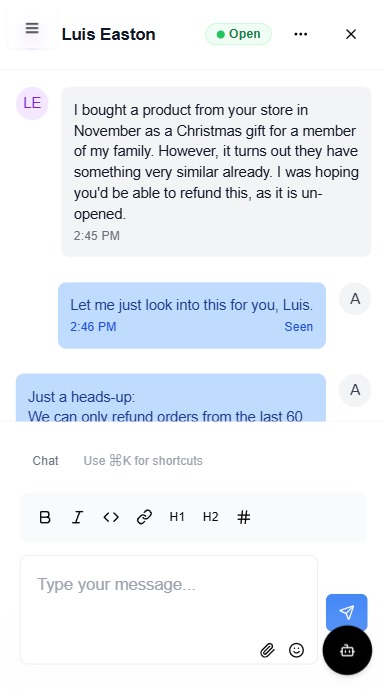 Luis Easton
Open
LE
I bought a product from your store in
November as a Christmas gift for a member
of my family. However, it turns out they have
something very similar already. I was hoping
you'd be able to refund this, as it is un-
opened.
2:45 PM
Let me just look into this for you, Luis.
2:46 PM
Seen
A
Just a heads-up:
We can only refund orders from the last 60
A
Chat
Use ⌘K for shortcuts
B
I
H1
H2
Type your message...